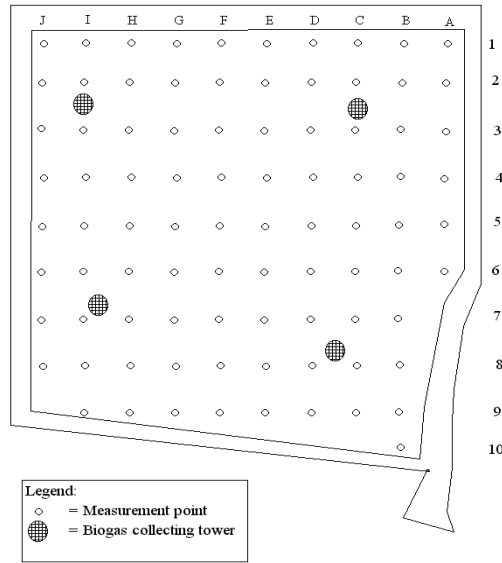 J I H G F E D C B A
1
2
3
4
5
6
7
8
9
10
Legend:
= Measurement point
= Biogas collecting tower